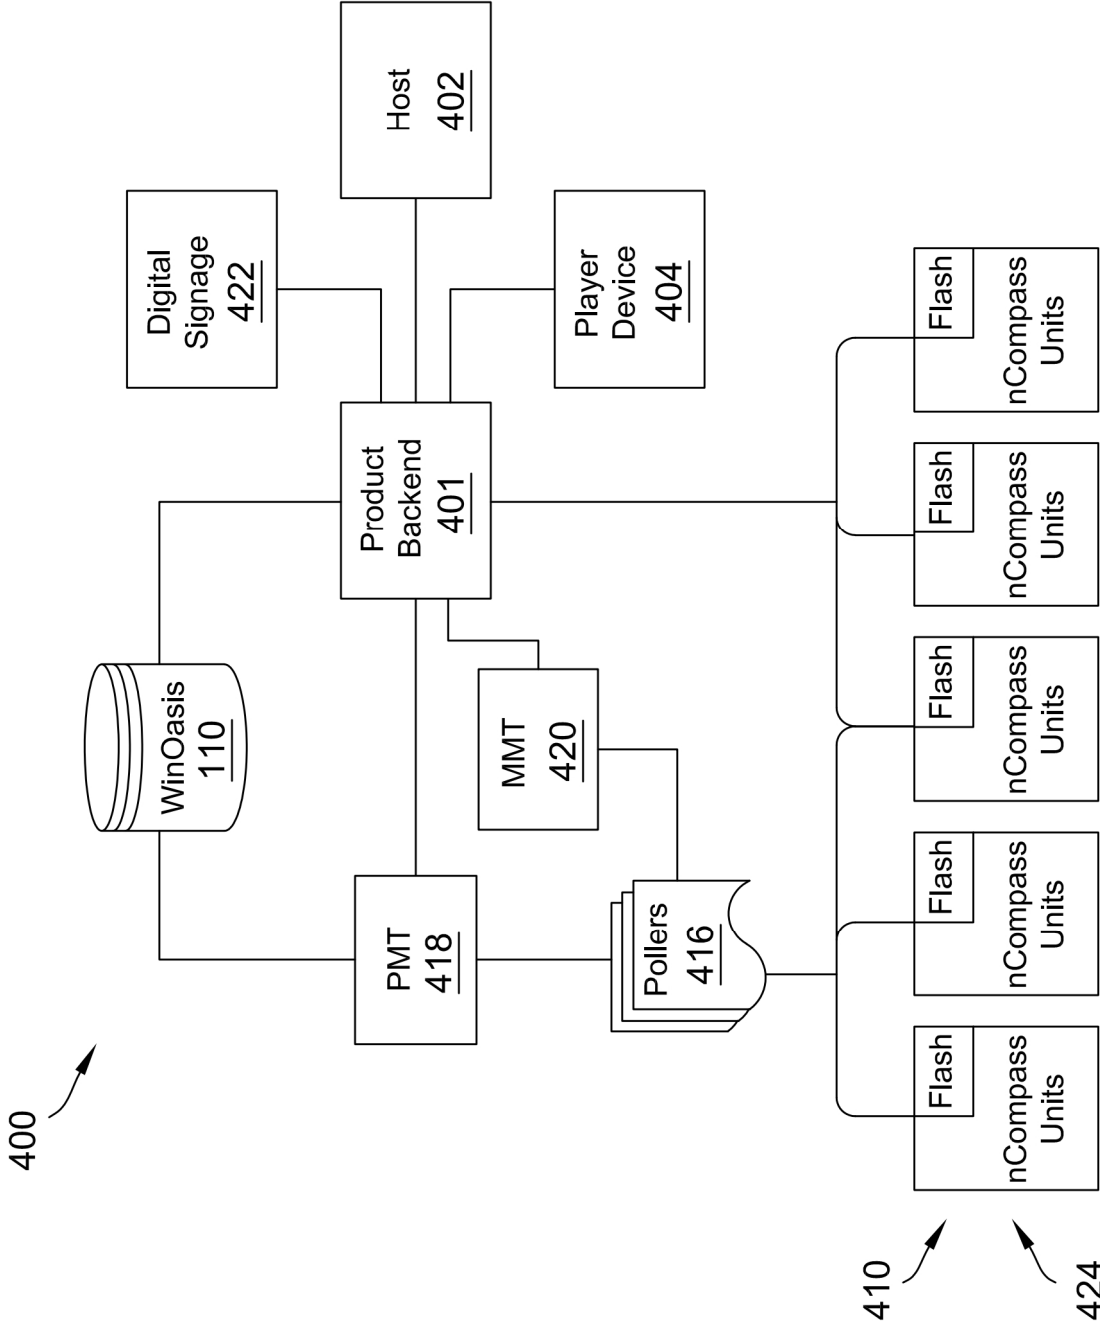 400
WinOasis
110
Digital
Signage
422
PMT
418
Product
Backend
401
Host
402
MMT
420
Player
Device
404
Pollers
416
410
Flash
Flash
Flash
Flash
Flash
424
nCompass
Units
nCompass
Units
nCompass
Units
nCompass
Units
nCompass
Units